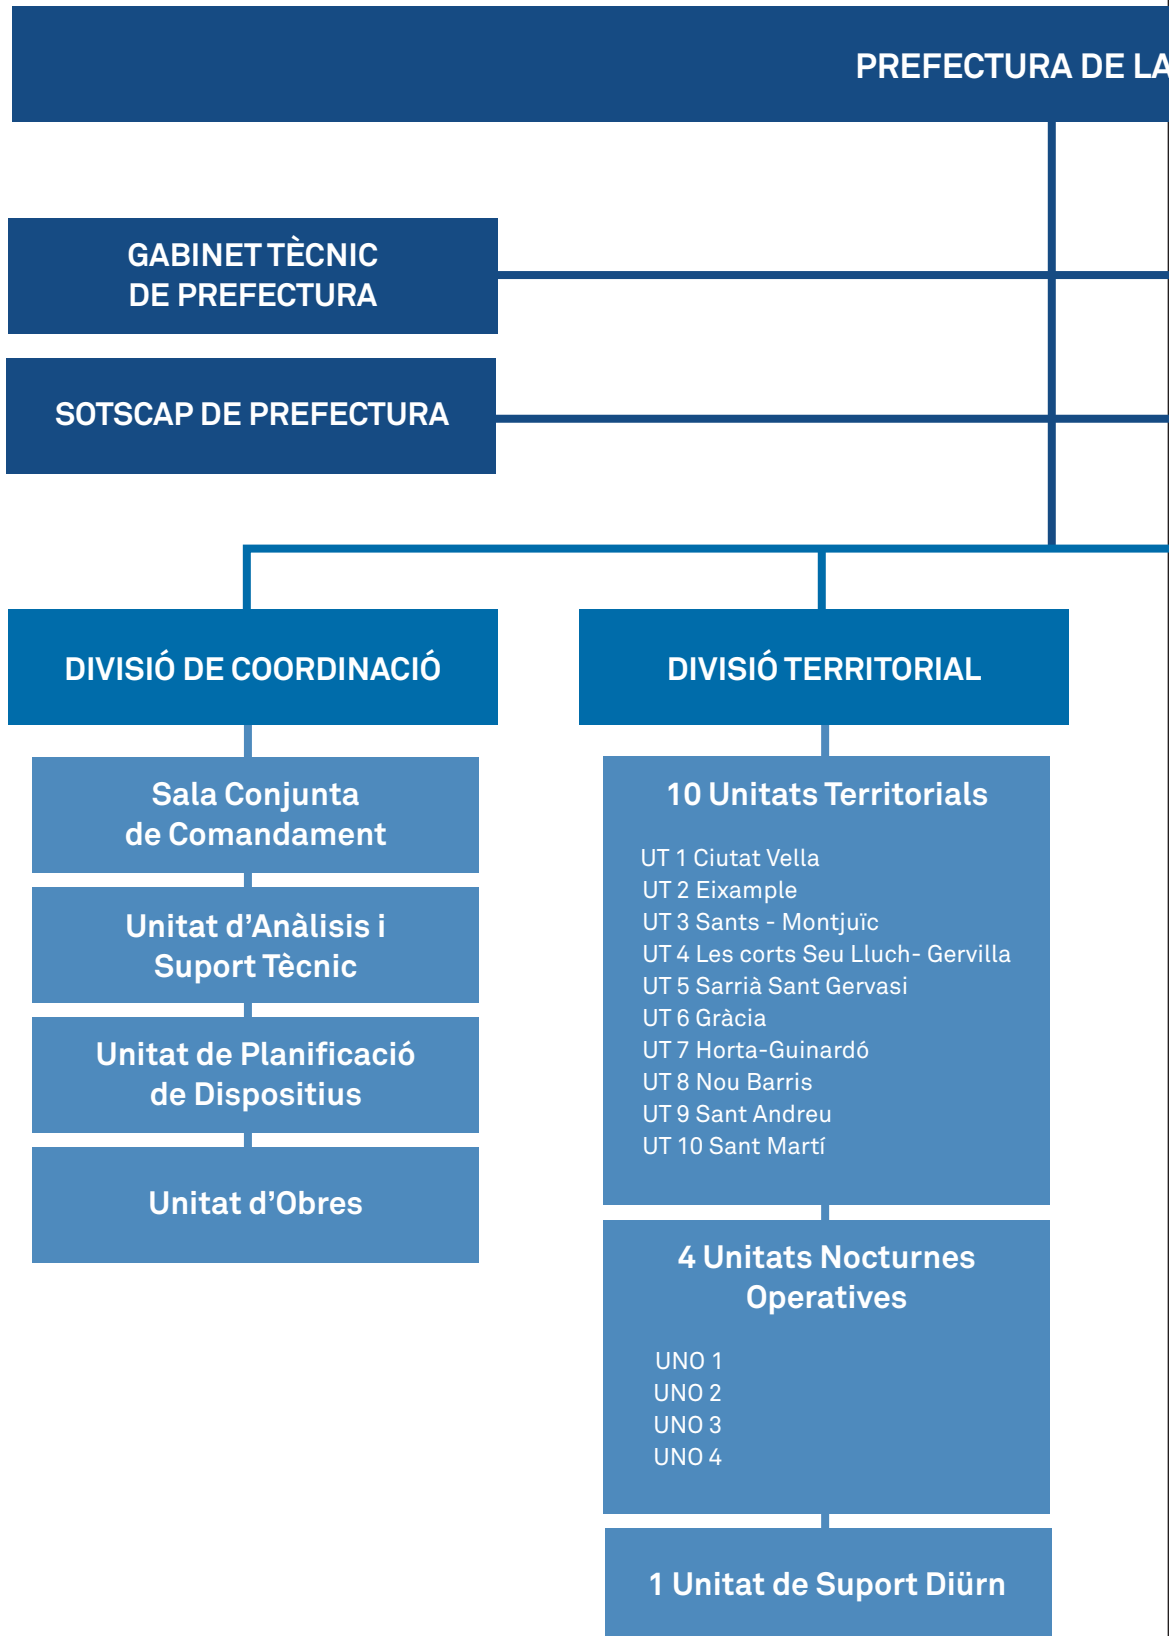 PREFECTURA DE LA
GABINET TÈCNIC
DE PREFECTURA
SOTSCAP DE PREFECTURA
DIVISIÓ DE COORDINACIÓ
Sala Conjunta
de Comandament
Unitat d’Anàlisis i
Suport Tècnic
Unitat de Planificació
de Dispositius
Unitat d’Obres
DIVISIÓ TERRITORIAL
10 Unitats Territorials
UT 1 Ciutat Vella
UT 2 Eixample
UT 3 Sants - Montjuïc
UT 4 Les corts Seu Lluch- Gervilla
UT 5 Sarrià Sant Gervasi
UT 6 Gràcia
UT 7 Horta-Guinardó
UT 8 Nou Barris
UT 9 Sant Andreu
UT 10 Sant Martí
4 Unitats Nocturnes
Operatives
UNO 1
UNO 2
UNO 3
UNO 4
1 Unitat de Suport Diürn